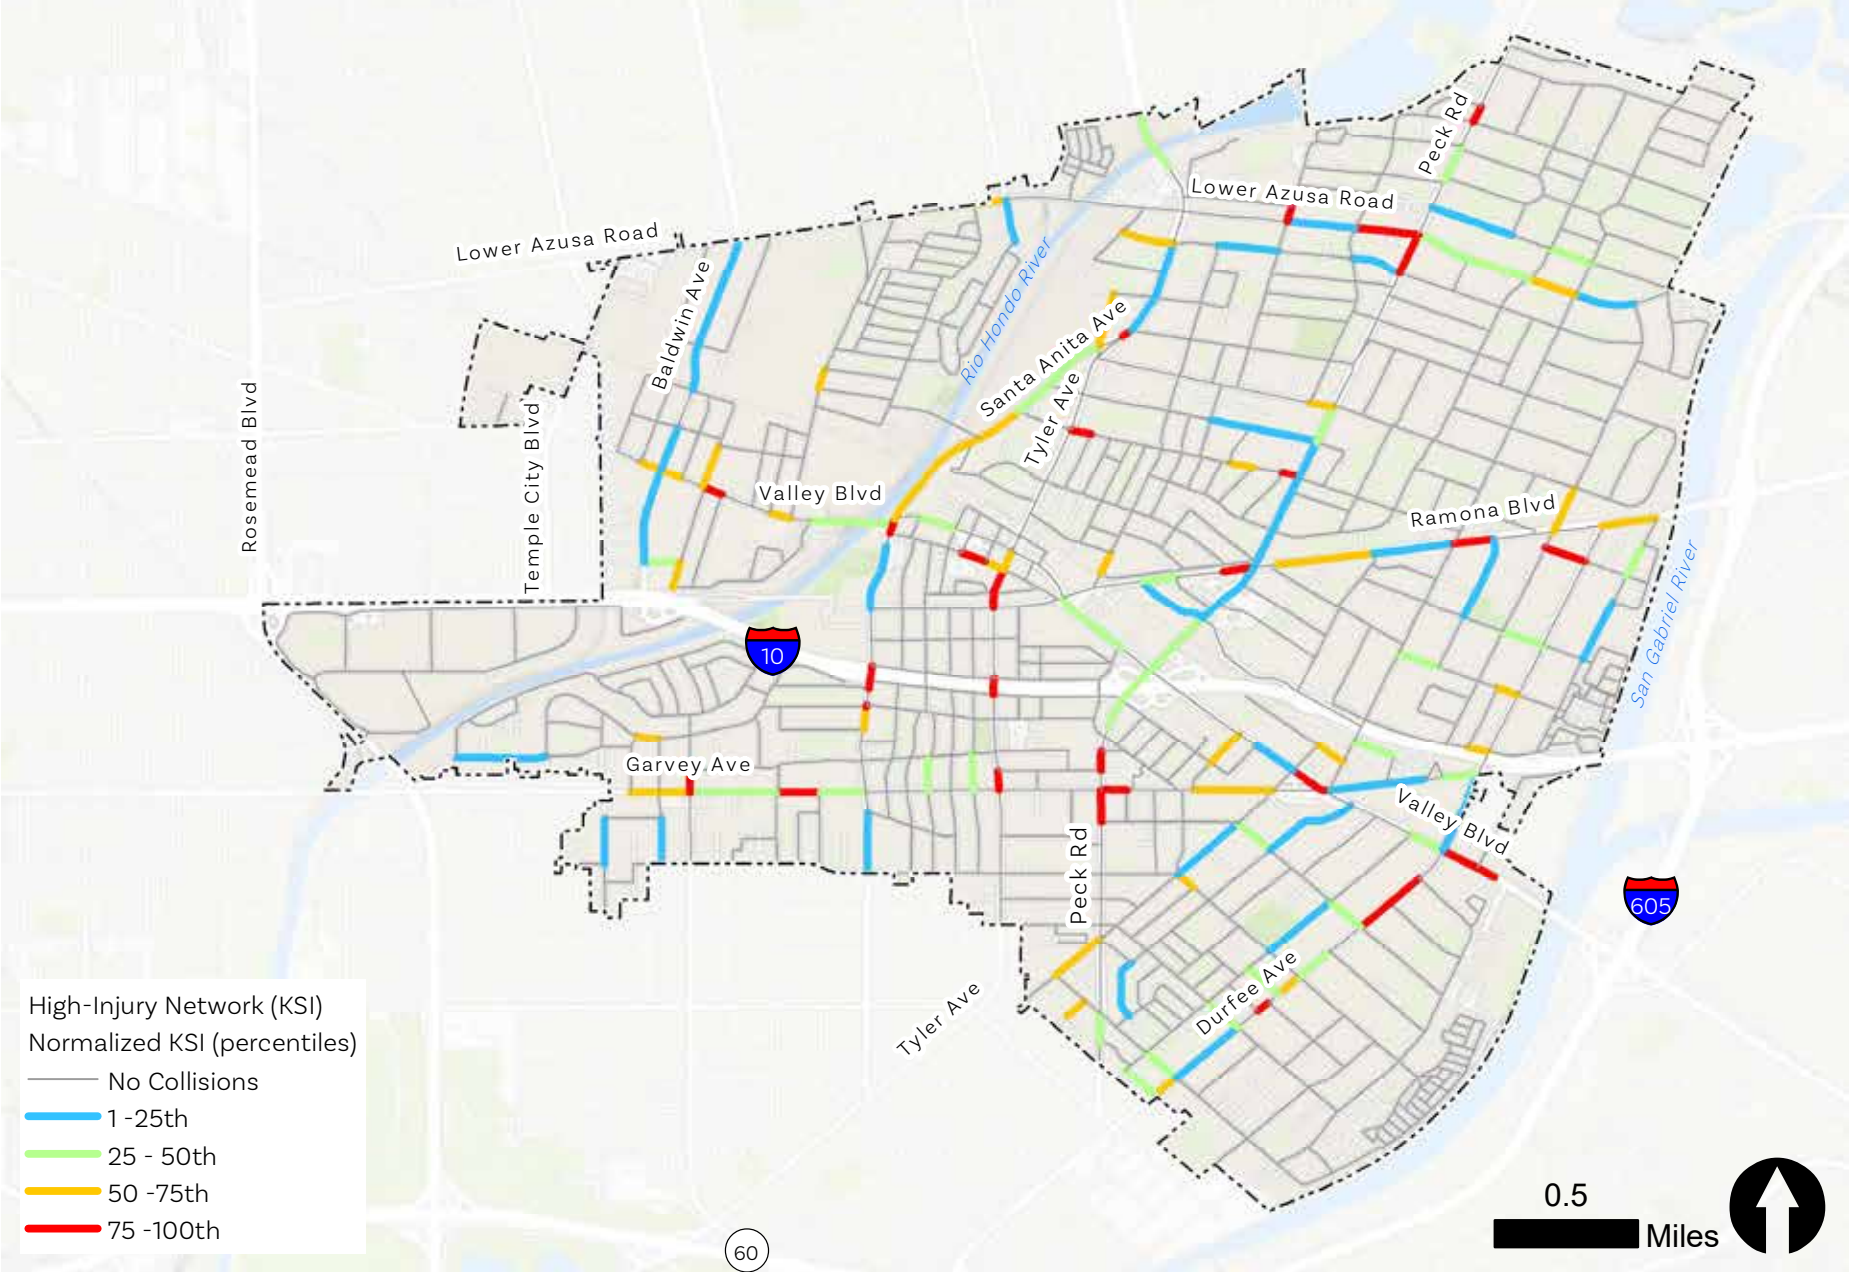 Peck Rd
Lower Azusa Road
Lower Azusa Road
Baldwin Ave
Rio Hondo River
Santa Anita Ave
Tyler Ave
Rosemead Blvd
Temple City Blvd
Valley Blvd
Ramona Blvd
San Gabriel River
10
Garvey Ave
Valley Blvd
Peck Rd
605
Durfee Ave
Tyler Ave
High-Injury Network (KSI)
Normalized KSI (percentiles)
No Collisions
1 -25th
25 - 50th
50 -75th
75 -100th
60
0.5
Miles